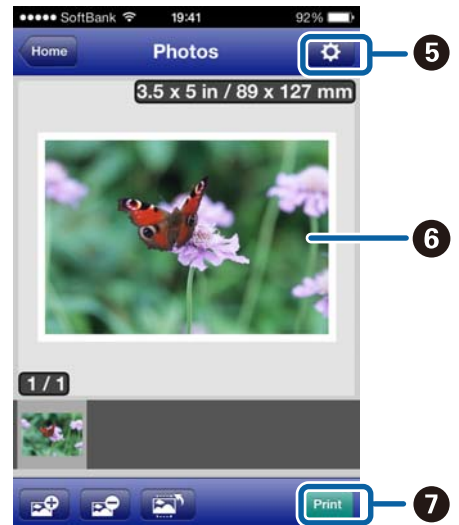 SoftBank 19:41 92%
Home Photos 5
3.5 x 5 in / 89 x 127 mm
6
1 / 1
Print 7